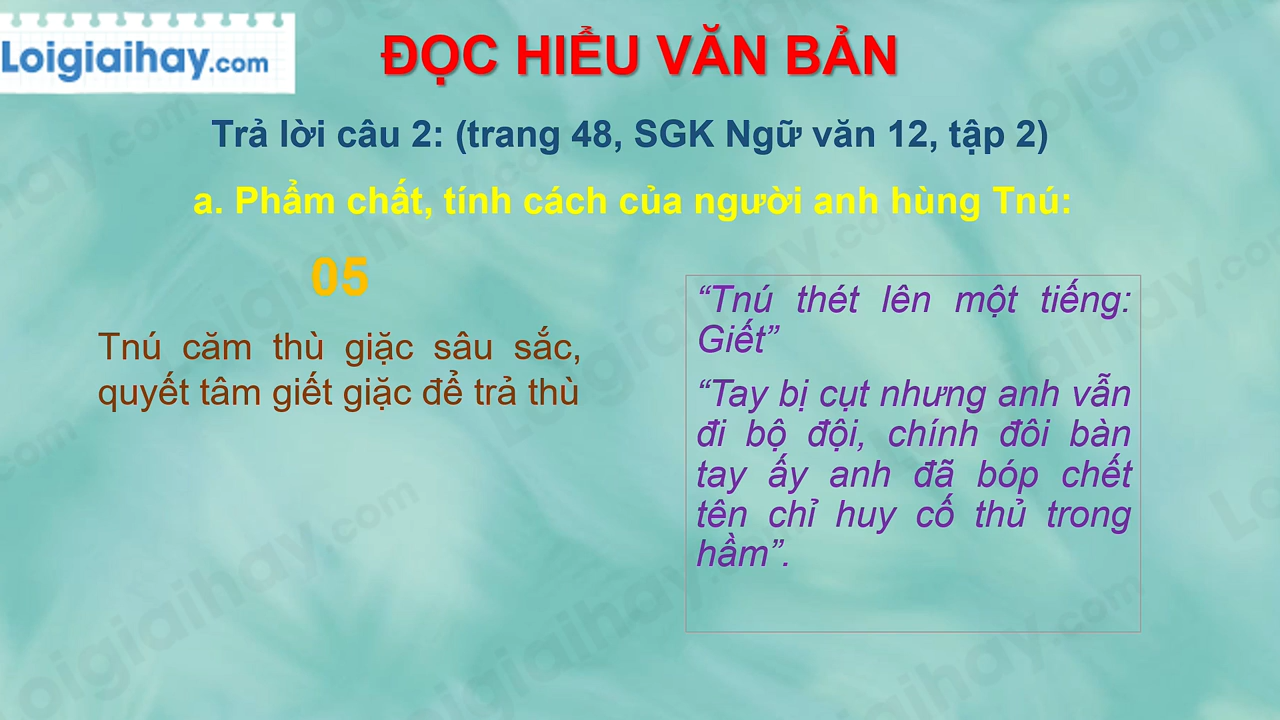 Loigiaihay.com
ĐỌC HIỂU VĂN BẢN
Trả lời câu 2: (trang 48, SGK Ngữ văn 12, tập 2)
a. Phẩm chất, tính cách của người anh hùng Tnú:
05
Tnú căm thù giặc sâu sắc,
quyết tâm giết giặc để trả thù
“Tnú thét lên một tiếng:
Giết”
“Tay bị cụt nhưng anh vẫn
đi bộ đội, chính đôi bàn
tay ấy anh đã bóp chết
tên chỉ huy cố thủ trong
hầm”.